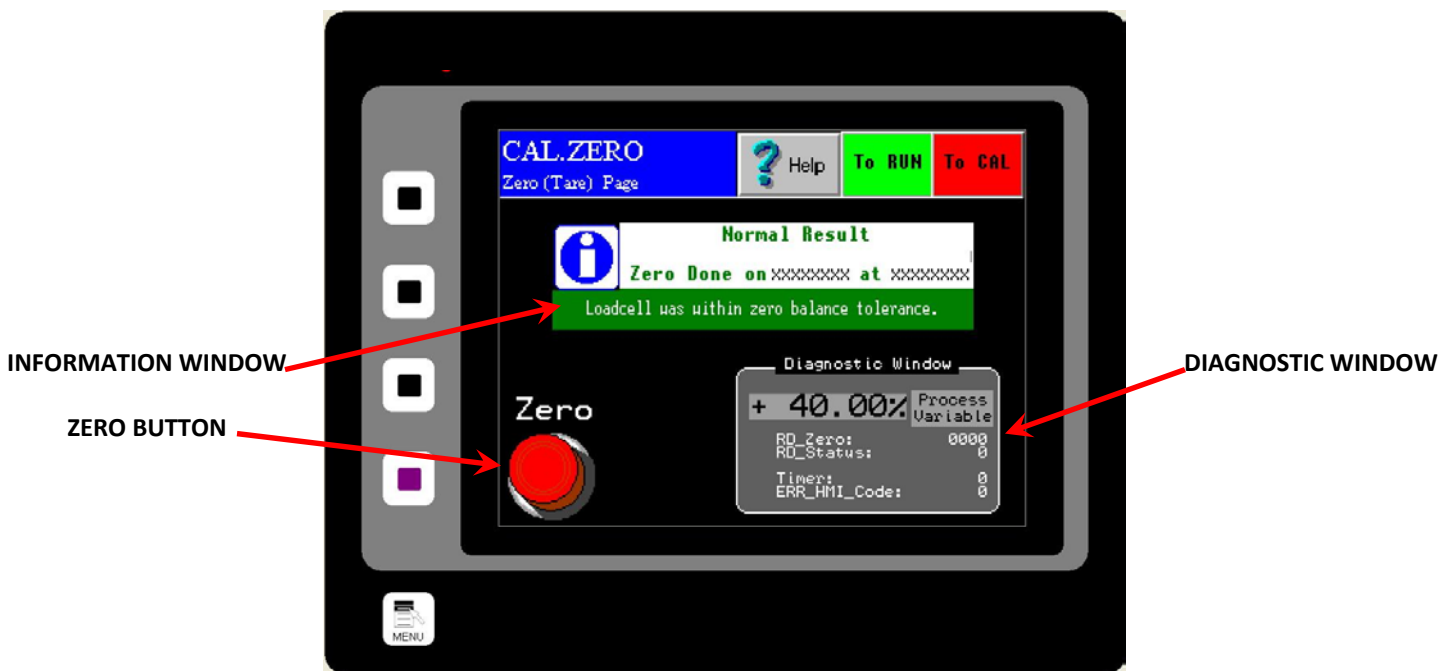 CAL.ZERO
Zero (Tare) Page
? Help
To RUN
To CAL
i
Normal Result
Zero Done on xxxxxxxx at xxxxxxxx
Loadcell was within zero balance tolerance.
INFORMATION WINDOW
DIAGNOSTIC WINDOW
Diagnostic Window
+ 40.00% Process Variable
ZERO BUTTON
Zero
RD_Zero: 0000
RD_Status: 0
Timer: 0
ERR_HMI_Code: 0
MENU